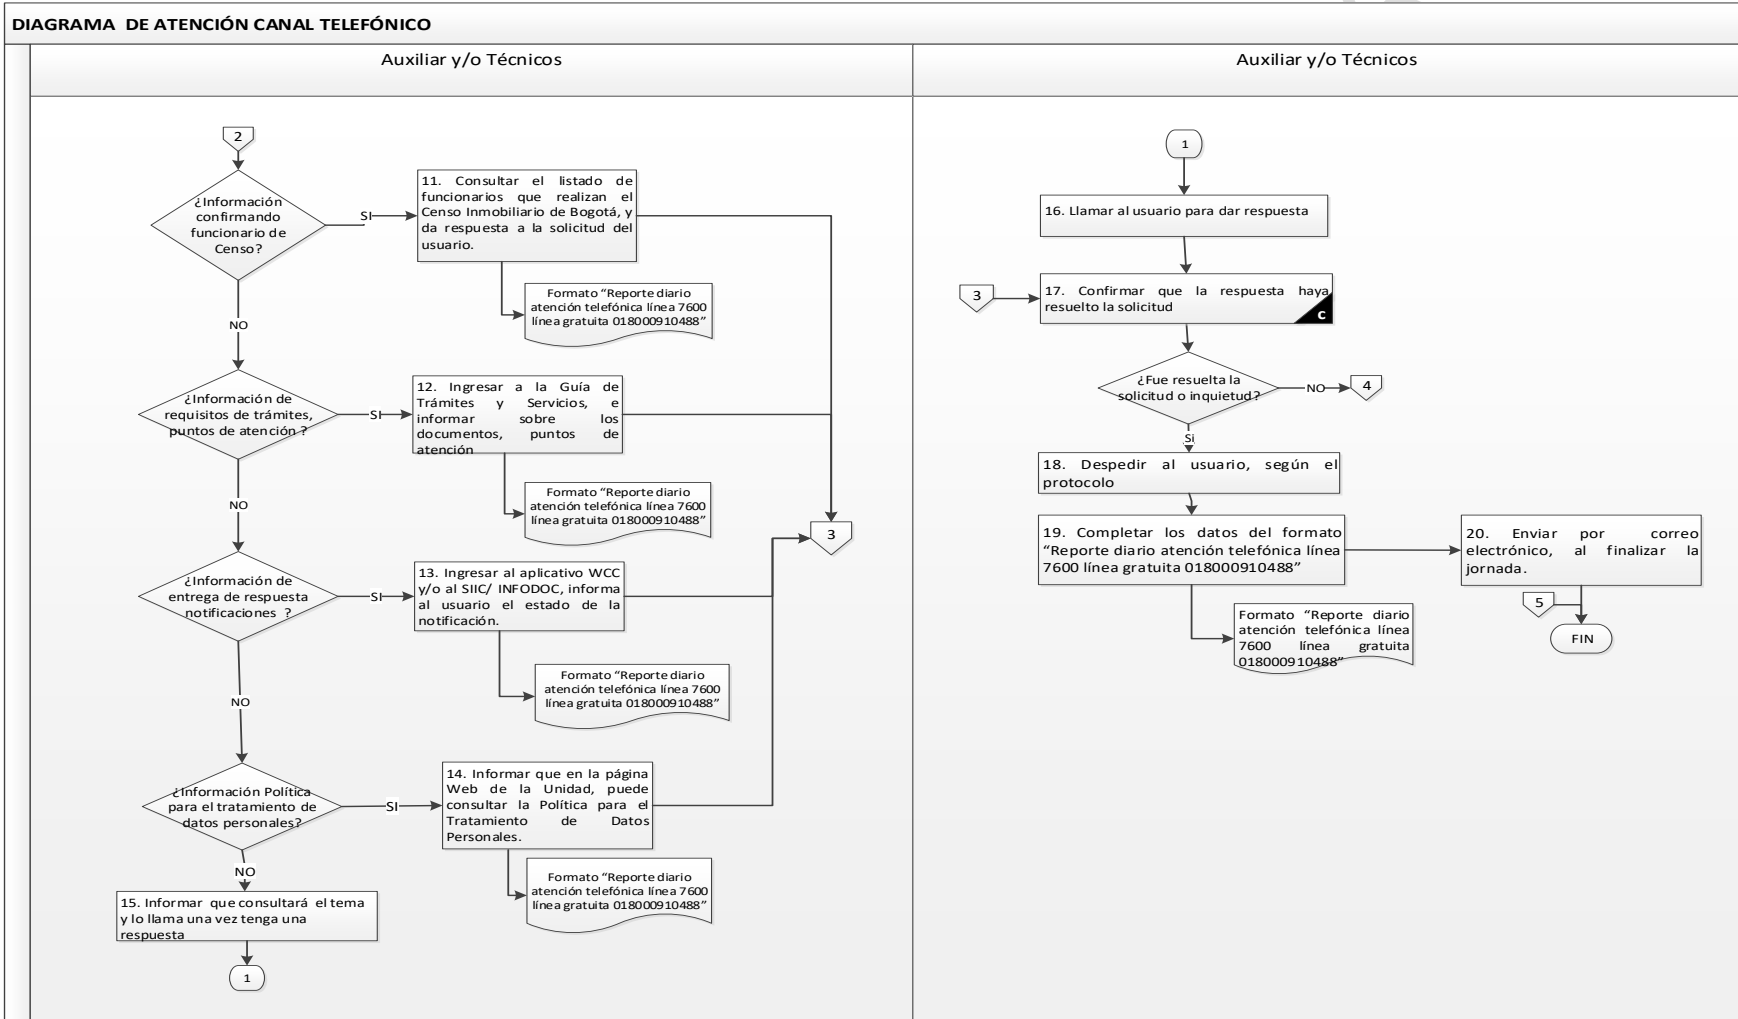 DIAGRAMA DE ATENCIÓN CANAL TELEFÓNICO
Auxiliar y/o Técnicos
2
¿Información
confirmando
funcionario de
Censo?
SI
11. Consultar el listado de
funcionarios que realizan el
Censo Inmobiliario de Bogotá, y
da respuesta a la solicitud del
usuario.
Formato “Reporte diario
atención telefónica línea 7600
línea gratuita 018000910488”
NO
¿Información de
requisitos de trámites,
puntos de atención ?
SI
12. Ingresar a la Guía de
Trámites y Servicios, e
informar sobre los
documentos, puntos de
atención
Formato “Reporte diario
atención telefónica línea 7600
línea gratuita 018000910488”
NO
3
¿Información de
entrega de respuesta
notificaciones ?
SI
13. Ingresar al aplicativo WCC
y/o al SIIC/ INFODOC, informa
al usuario el estado de la
notificación.
Formato “Reporte diario
atención telefónica línea 7600
línea gratuita 018000910488”
NO
¿Información Política
para el tratamiento de
datos personales?
SI
14. Informar que en la página
Web de la Unidad, puede
consultar la Política para el
Tratamiento de Datos
Personales.
Formato “Reporte diario
atención telefónica línea 7600
línea gratuita 018000910488”
NO
15. Informar que consultará el tema
y lo llama una vez tenga una
respuesta
1
Auxiliar y/o Técnicos
1
16. Llamar al usuario para dar respuesta
3
17. Confirmar que la respuesta haya
resuelto la solicitud
C
¿Fue resuelta la
solicitud o inquietud?
NO
4
Si
18. Despedir al usuario, según el
protocolo
19. Completar los datos del formato
“Reporte diario atención telefónica línea
7600 línea gratuita 018000910488”
Formato “Reporte diario
atención telefónica línea
7600 línea gratuita
018000910488”
20. Enviar por correo
electrónico, al finalizar la
jornada.
5
FIN